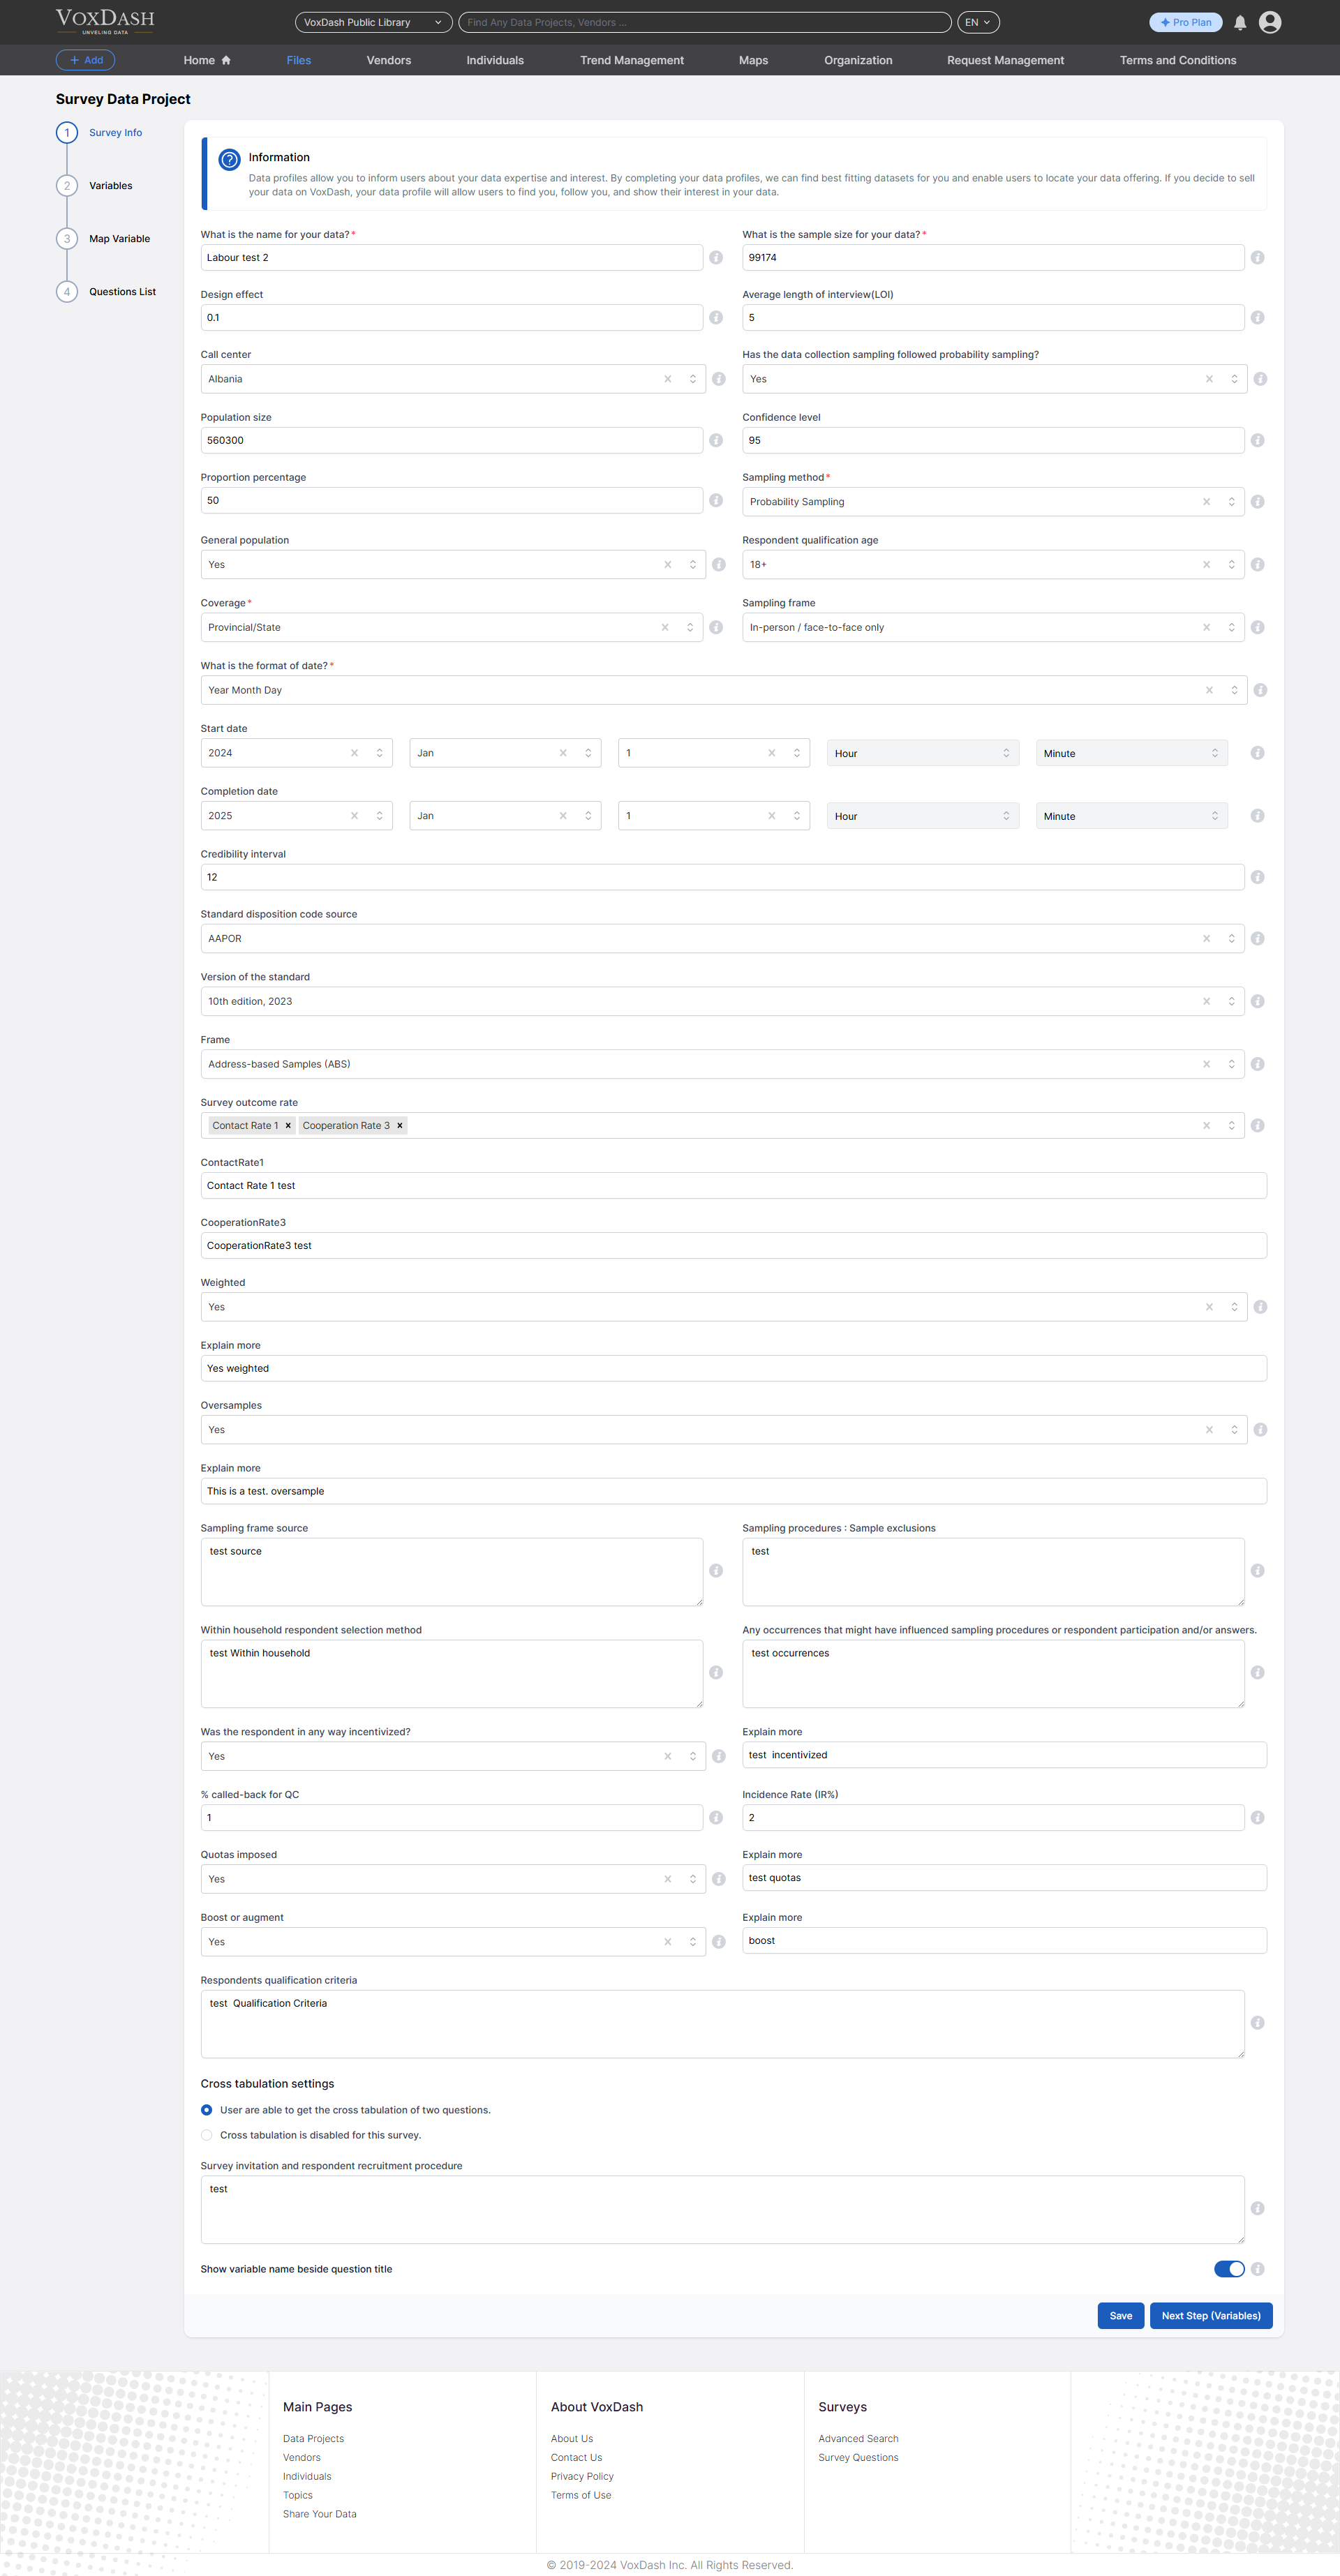 VOXDASH
UNVELING DATA
VoxDash Public Library
Find Any Data Projects, Vendors ...
EN
Pro Plan
Add
Home
Files
Vendors
Individuals
Trend Management
Maps
Organization
Request Management
Terms and Conditions
Survey Data Project
1 Survey Info
2 Variables
3 Map Variable
4 Questions List
Information
Data profiles allow you to inform users about your data expertise and interest. By completing your data profiles, we can find best fitting datasets for you and enable users to locate your data offering. If you decide to sell
your data on VoxDash, your data profile will allow users to find you, follow you, and show their interest in your data.
What is the name for your data?*
Labour test 2
What is the sample size for your data?*
99174
Design effect
0.1
Average length of interview(LOI)
5
Call center
Albania
Has the data collection sampling followed probability sampling?
Yes
Population size
560300
Confidence level
95
Proportion percentage
50
Sampling method*
Probability Sampling
General population
Yes
Respondent qualification age
18+
Coverage*
Provincial/State
Sampling frame
In-person / face-to-face only
What is the format of date?*
Year Month Day
Start date
2024 Jan 1 Hour Minute
Completion date
2025 Jan 1 Hour Minute
Credibility interval
12
Standard disposition code source
AAPOR
Version of the standard
10th edition, 2023
Frame
Address-based Samples (ABS)
Survey outcome rate
Contact Rate 1 × Cooperation Rate 3 ×
ContactRate1
Contact Rate 1 test
CooperationRate3
CooperationRate3 test
Weighted
Yes
Explain more
Yes weighted
Oversamples
Yes
Explain more
This is a test. oversample
Sampling frame source
test source
Sampling procedures : Sample exclusions
test
Within household respondent selection method
test Within household
Any occurrences that might have influenced sampling procedures or respondent participation and/or answers.
test occurrences
Was the respondent in any way incentivized?
Yes
Explain more
test  incentivized
% called-back for QC
1
Incidence Rate (IR%)
2
Quotas imposed
Yes
Explain more
test quotas
Boost or augment
Yes
Explain more
boost
Respondents qualification criteria
test  Qualification Criteria
Cross tabulation settings
User are able to get the cross tabulation of two questions.
Cross tabulation is disabled for this survey.
Survey invitation and respondent recruitment procedure
test
Show variable name beside question title
Save
Next Step (Variables)
Main Pages
Data Projects
Vendors
Individuals
Topics
Share Your Data
About VoxDash
About Us
Contact Us
Privacy Policy
Terms of Use
Surveys
Advanced Search
Survey Questions
© 2019-2024 VoxDash Inc. All Rights Reserved.